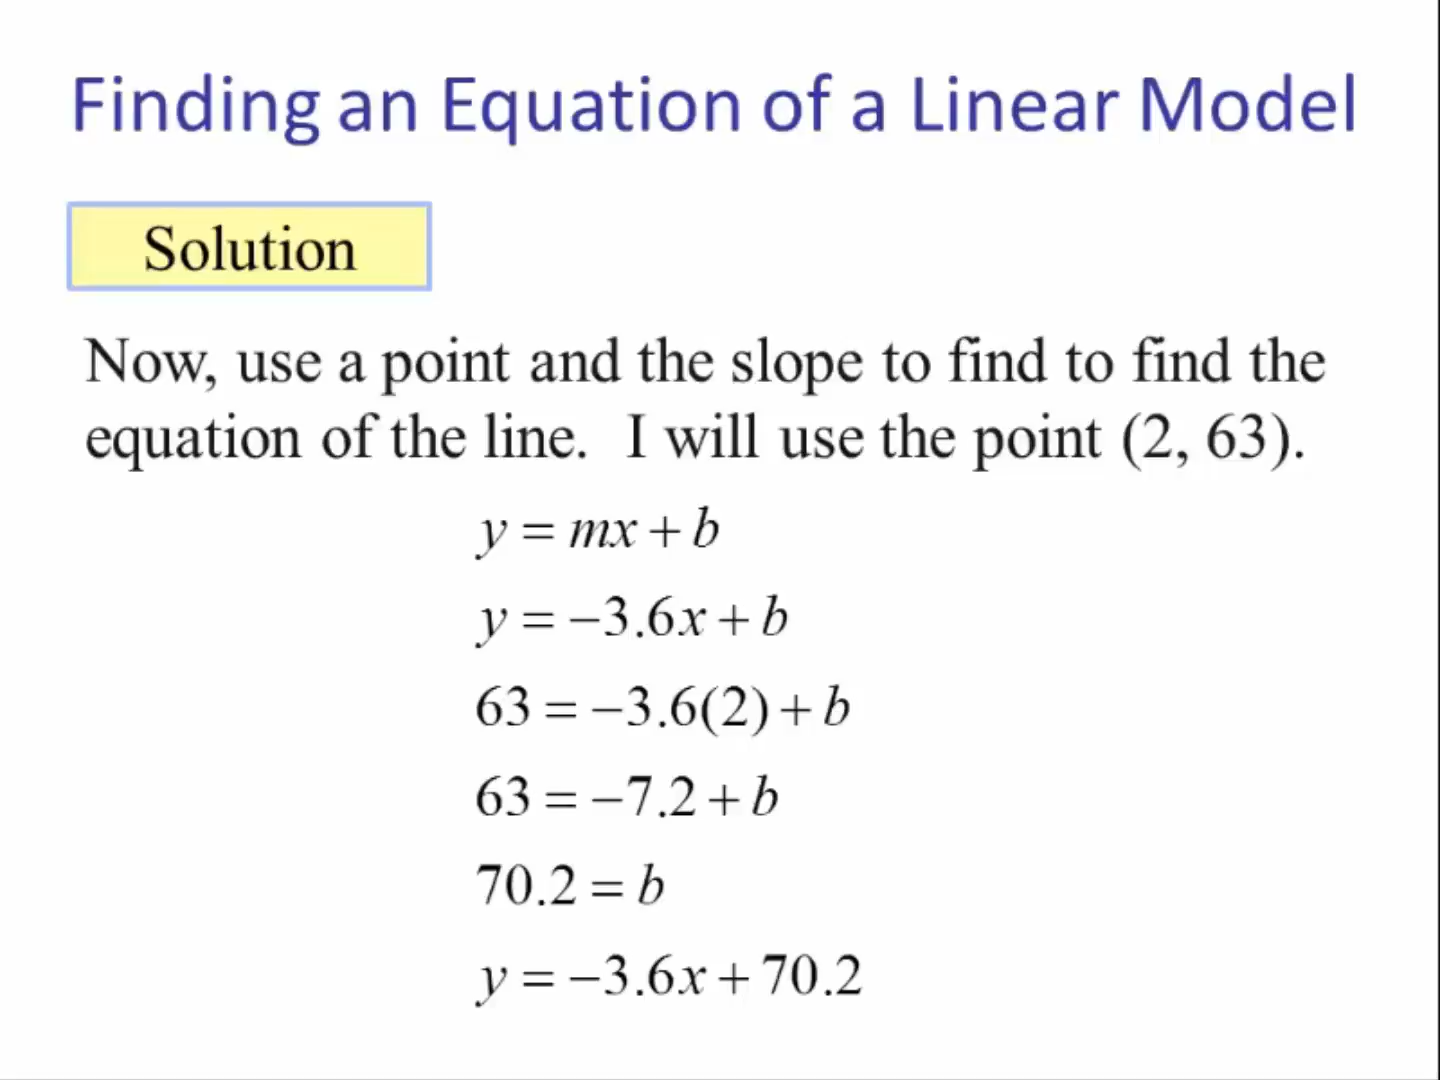 Finding an Equation of a Linear Model
Solution
Now, use a point and the slope to find to find the
equation of the line.  I will use the point (2, 63).
y = mx + b
y = −3.6x + b
63 = −3.6(2) + b
63 = −7.2 + b
70.2 = b
y = −3.6x + 70.2